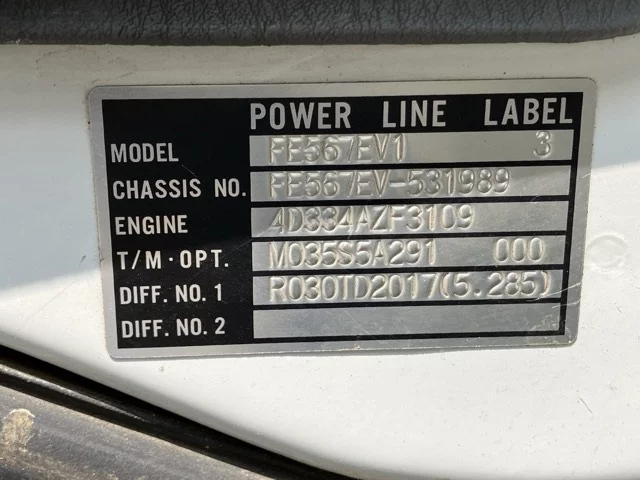 POWER LINE LABEL
MODEL FE567EV1 3
CHASSIS NO. FE567EV-531989
ENGINE 4D334AZF3109
T/M·OPT. M035S5A291 000
DIFF. NO. 1 R030TD2017(5.285)
DIFF. NO. 2